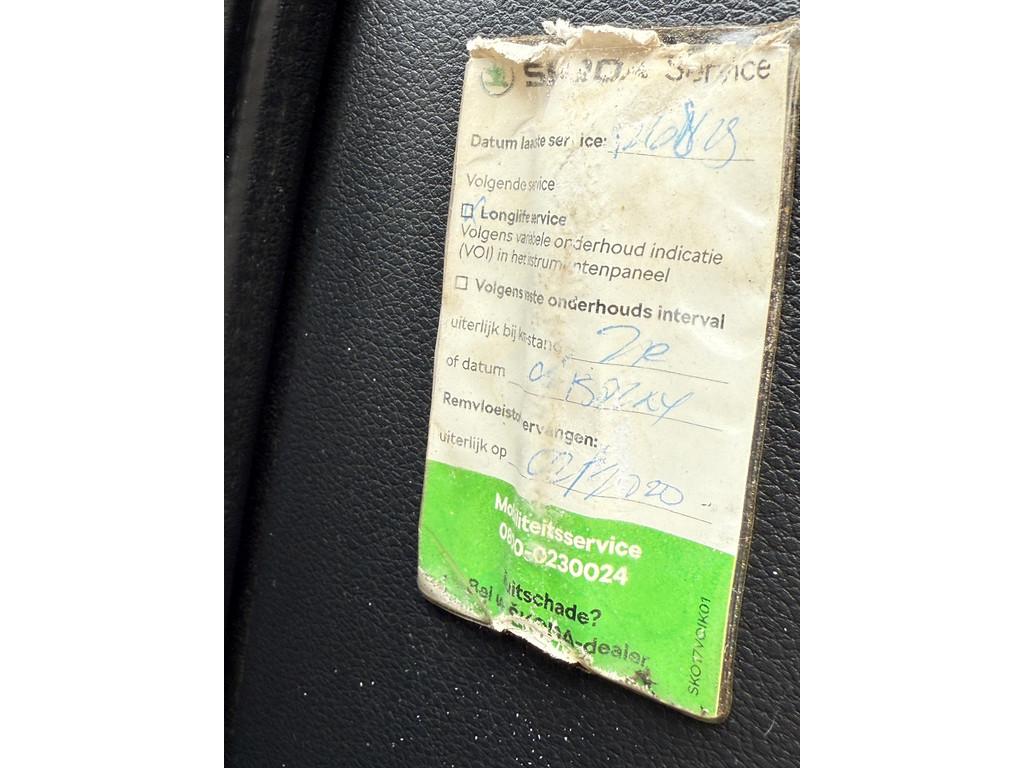 ŠKODA Service
Datum laatste service:
Volgende service
Longlife service
Volgens variabele onderhoud indicatie
(VOI) in het instrumentenpaneel
Volgens vaste onderhouds interval
uiterlijk bij km-stand
of datum
Remvloeistof vervangen:
uiterlijk op
Mobiliteitsservice
0800-0230024
Ruitschade?
Bel uw ŠKODA-dealer
SKO17VOIK01